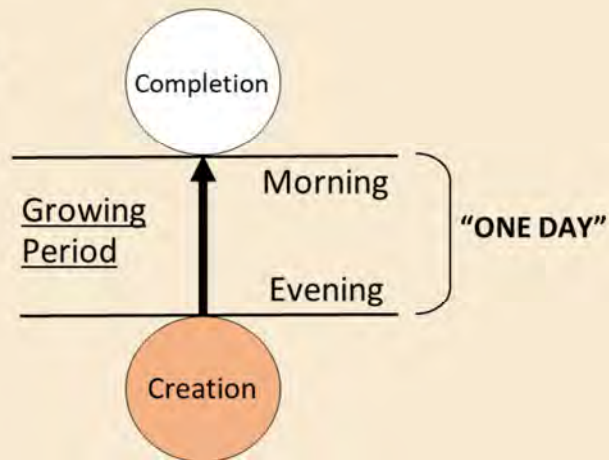 Completion
Morning
Growing
Period
"ONE DAY"
Evening
Creation